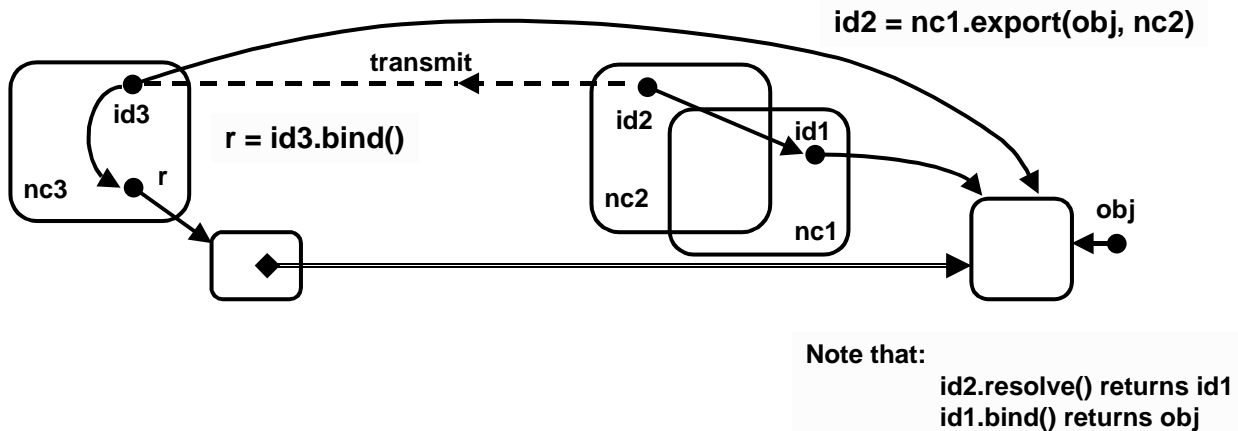 id2 = nc1.export(obj, nc2)
transmit
id3
r = id3.bind()
id2
id1
r
nc3
nc2
nc1
obj
Note that:
id2.resolve() returns id1
id1.bind() returns obj